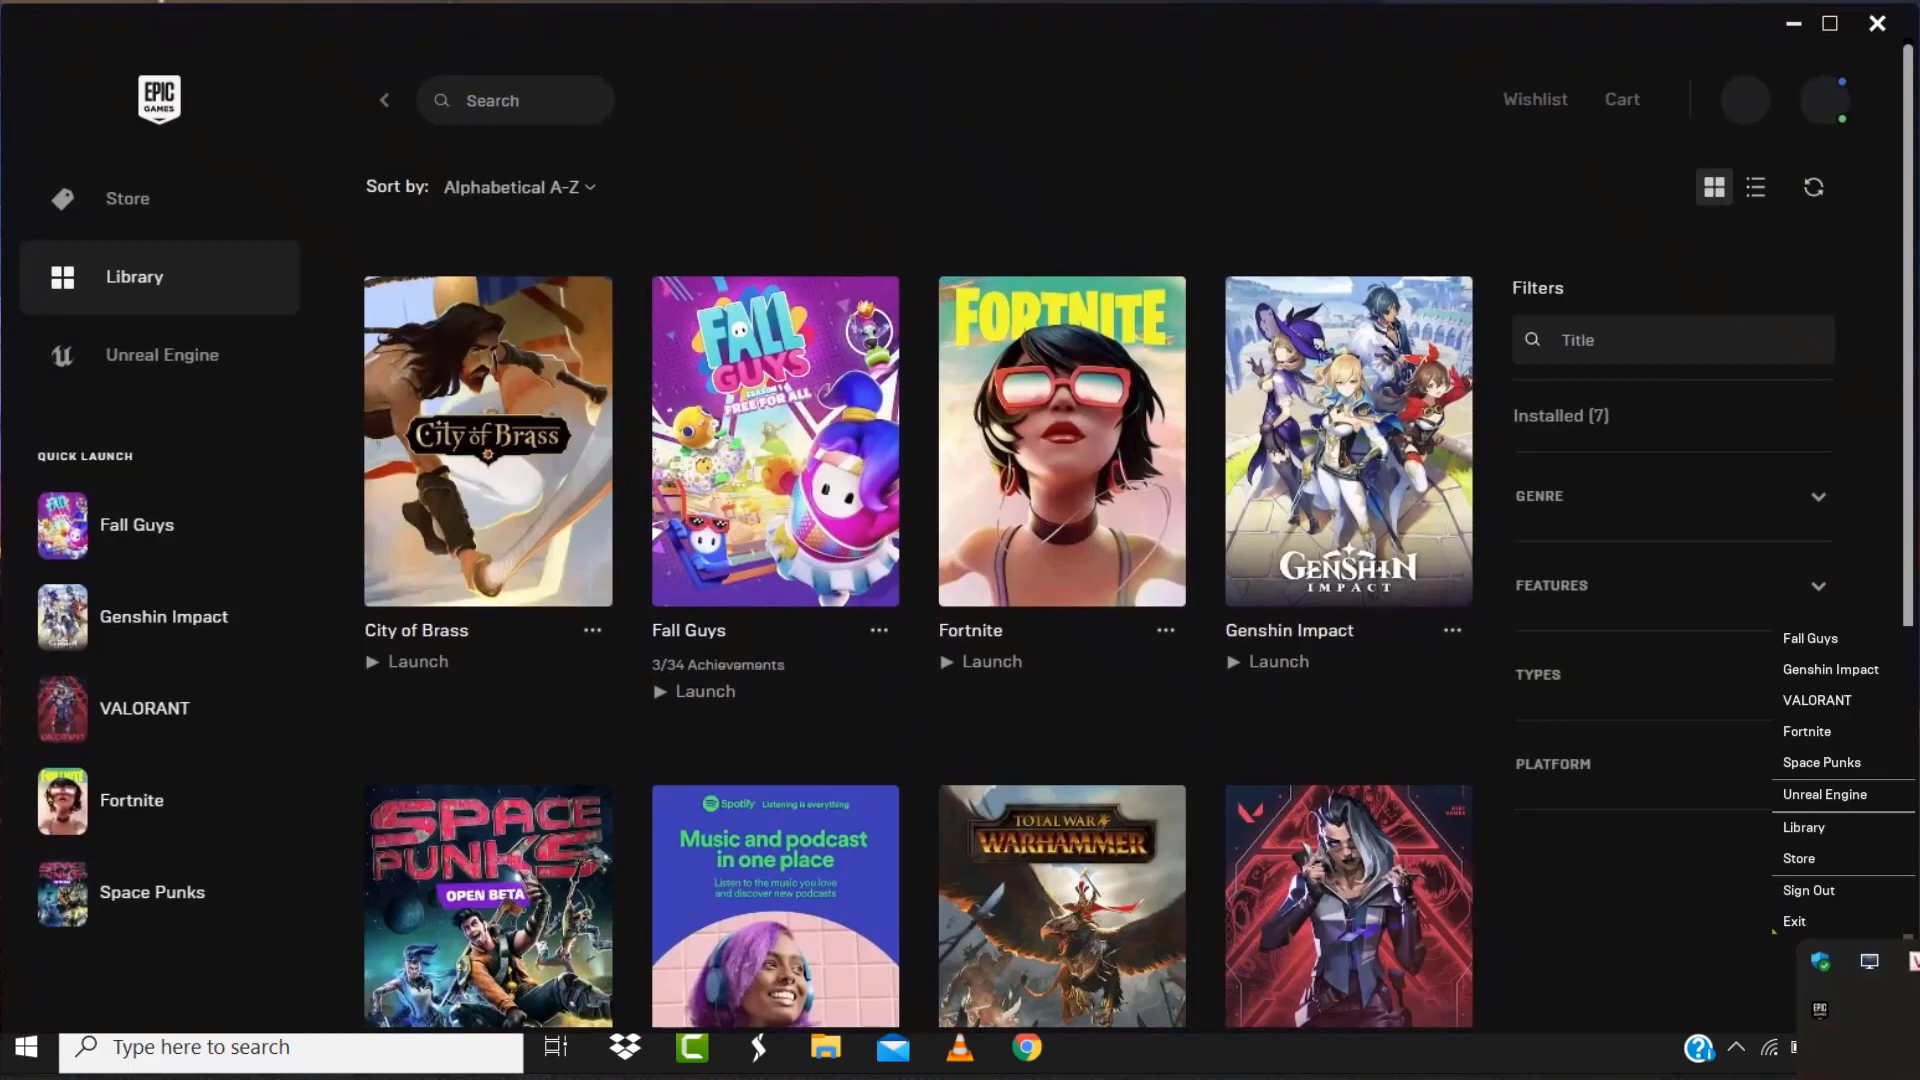 EPIC
GAMES
Search
Wishlist
Cart
Store
Sort by: Alphabetical A-Z
Library
Unreal Engine
QUICK LAUNCH
Fall Guys
Genshin Impact
VALORANT
Fortnite
Space Punks
City of Brass
FALL
GUYS
FREE FOR ALL
FORTNITE
GENSHIN
IMPACT
City of Brass
Launch
Fall Guys
3/34 Achievements
Launch
Fortnite
Launch
Genshin Impact
Launch
SPACE
PUNKS
OPEN BETA
Spotify Listening is everything
Music and podcast
in one place
Listen to the music you love
and discover new podcasts
TOTAL WAR
WARHAMMER
Filters
Title
Installed (7)
GENRE
FEATURES
TYPES
PLATFORM
Fall Guys
Genshin Impact
VALORANT
Fortnite
Space Punks
Unreal Engine
Library
Store
Sign Out
Exit
EPIC
Type here to search